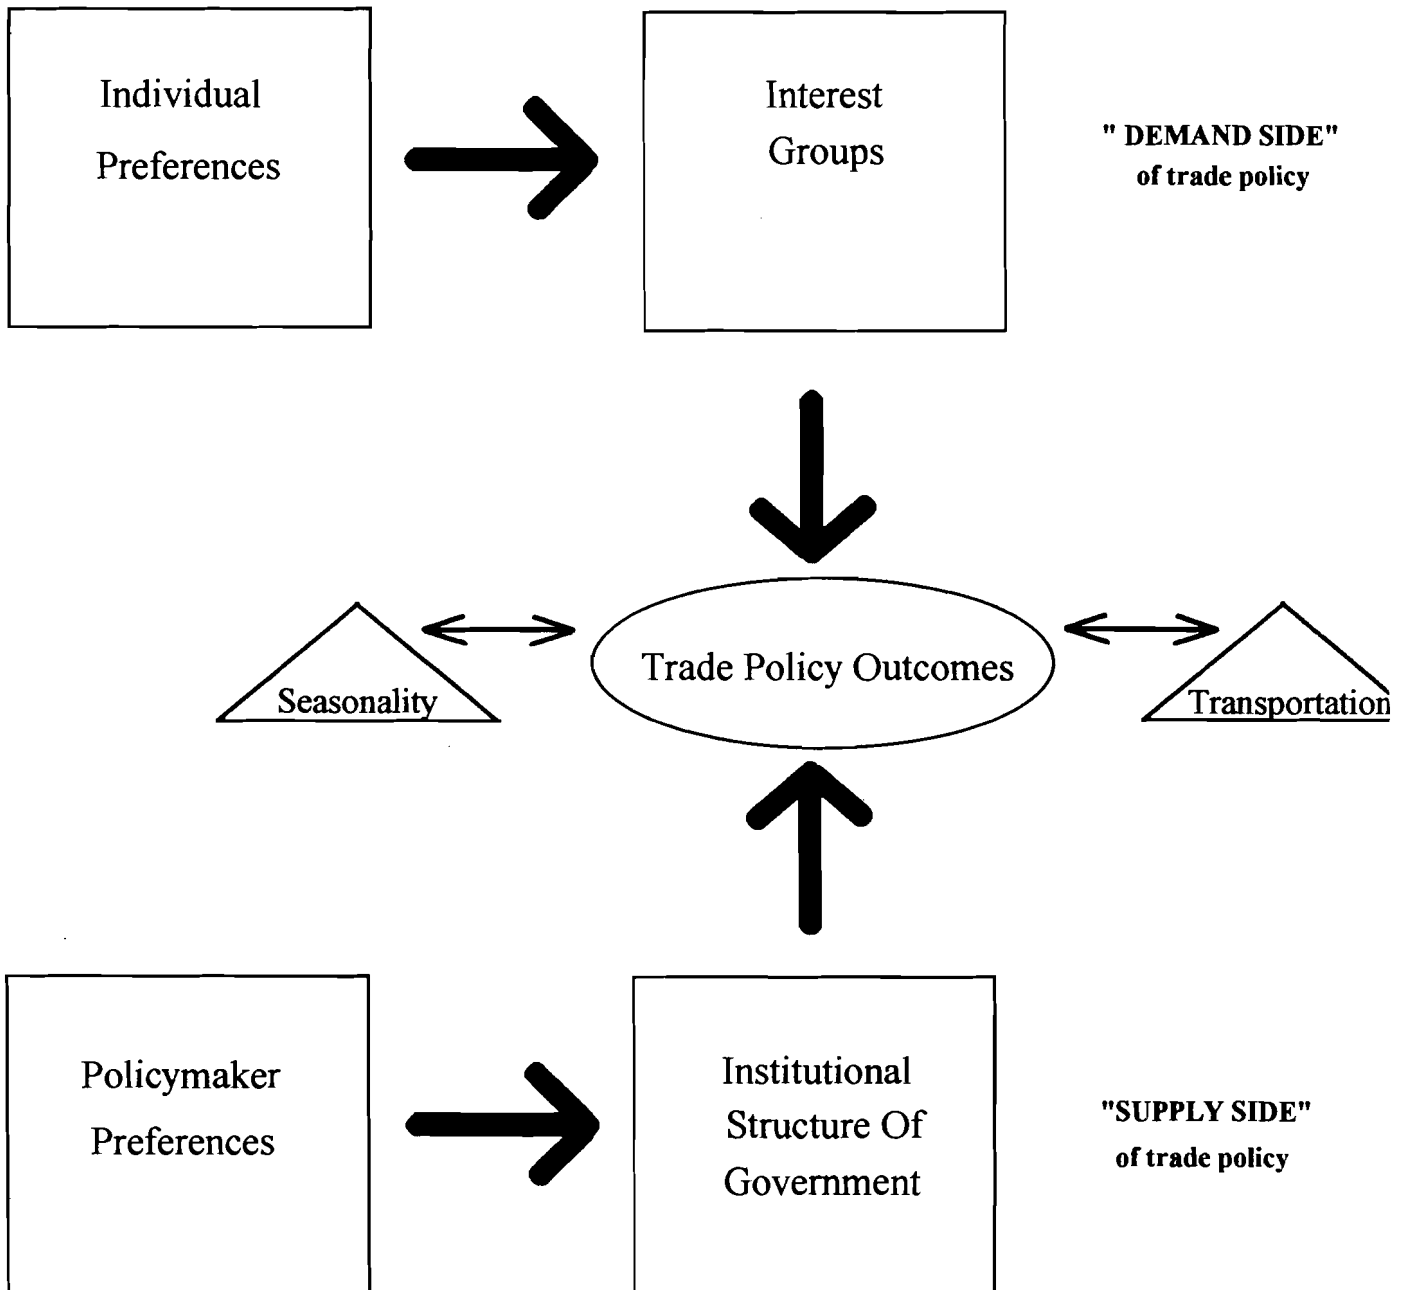 Individual
Preferences
Interest
Groups
" DEMAND SIDE"
of trade policy
Seasonality
Trade Policy Outcomes
Transportation
Policymaker
Preferences
Institutional
Structure Of
Government
"SUPPLY SIDE"
of trade policy